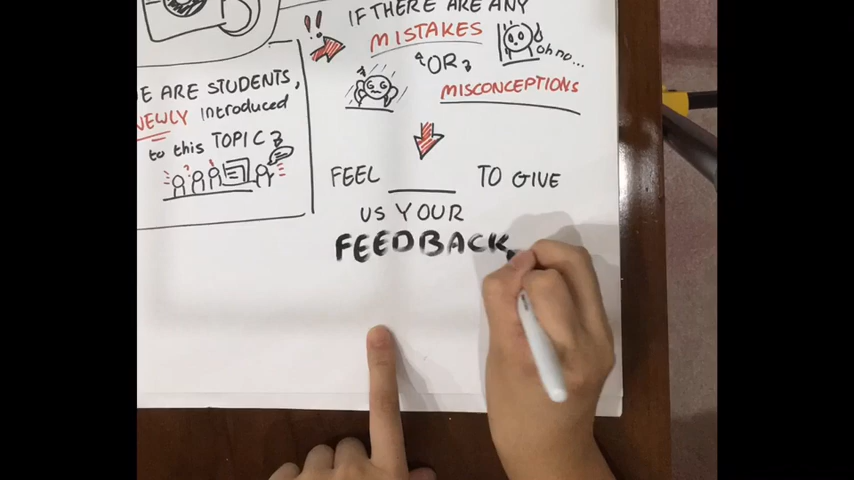 !!
IF THERE ARE ANY
MISTAKES
OR
oh no...
MISCONCEPTIONS
E ARE STUDENTS,
NEWLY introduced
to this TOPIC
FEEL ______ TO GIVE
US YOUR
FEEDBACK